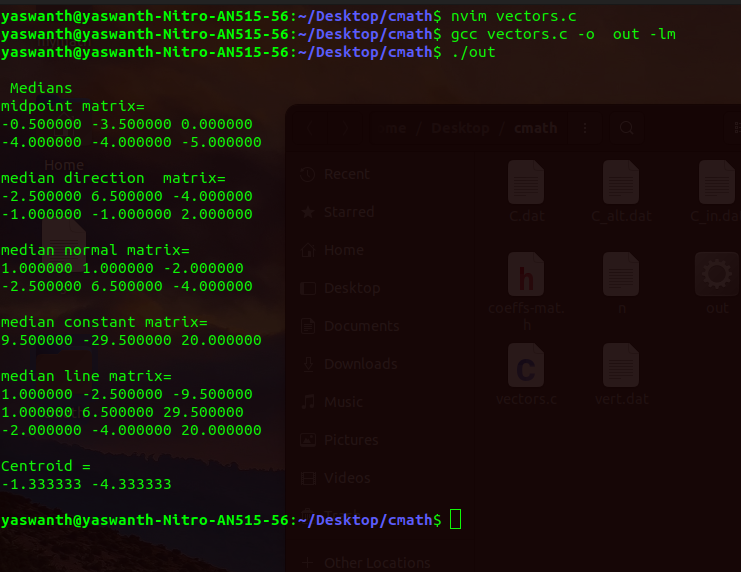 yaswanth@yaswanth-Nitro-AN515-56:~/Desktop/cmath$ nvim vectors.c
yaswanth@yaswanth-Nitro-AN515-56:~/Desktop/cmath$ gcc vectors.c -o  out -lm
yaswanth@yaswanth-Nitro-AN515-56:~/Desktop/cmath$ ./out
Medians
midpoint matrix=
-0.500000 -3.500000 0.000000
-4.000000 -4.000000 -5.000000
median direction  matrix=
-2.500000 6.500000 -4.000000
-1.000000 -1.000000 2.000000
median normal matrix=
1.000000 1.000000 -2.000000
-2.500000 6.500000 -4.000000
median constant matrix=
9.500000 -29.500000 20.000000
median line matrix=
1.000000 -2.500000 -9.500000
1.000000 6.500000 29.500000
-2.000000 -4.000000 20.000000
Centroid =
-1.333333 -4.333333
yaswanth@yaswanth-Nitro-AN515-56:~/Desktop/cmath$
Home
me / Desktop / cmath
Recent
Starred
Home
Desktop
Documents
Downloads
Music
Pictures
Videos
Other Locations
C.dat
C_alt.dat
C_in.dat
h
coeffs-mat
h
n
out
C
vectors.c
vert.dat